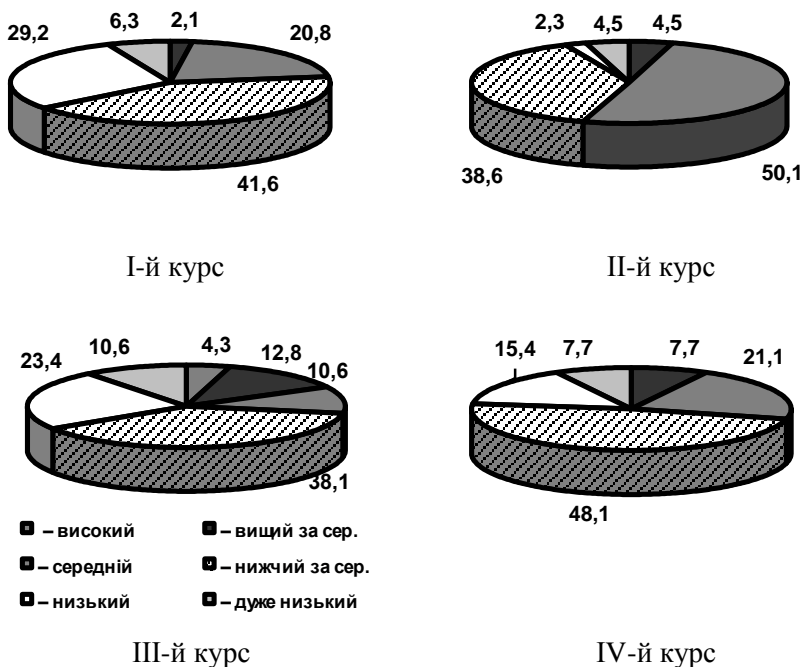 29,2 6,3 2,1 20,8
41,6
I-й курс
2,3 4,5 4,5
38,6 50,1
II-й курс
23,4 10,6 4,3 12,8 10,6
38,1
– високий – вищий за сер.
– середній – нижчий за сер.
– низький – дуже низький
III-й курс
15,4 7,7 7,7 21,1
48,1
IV-й курс